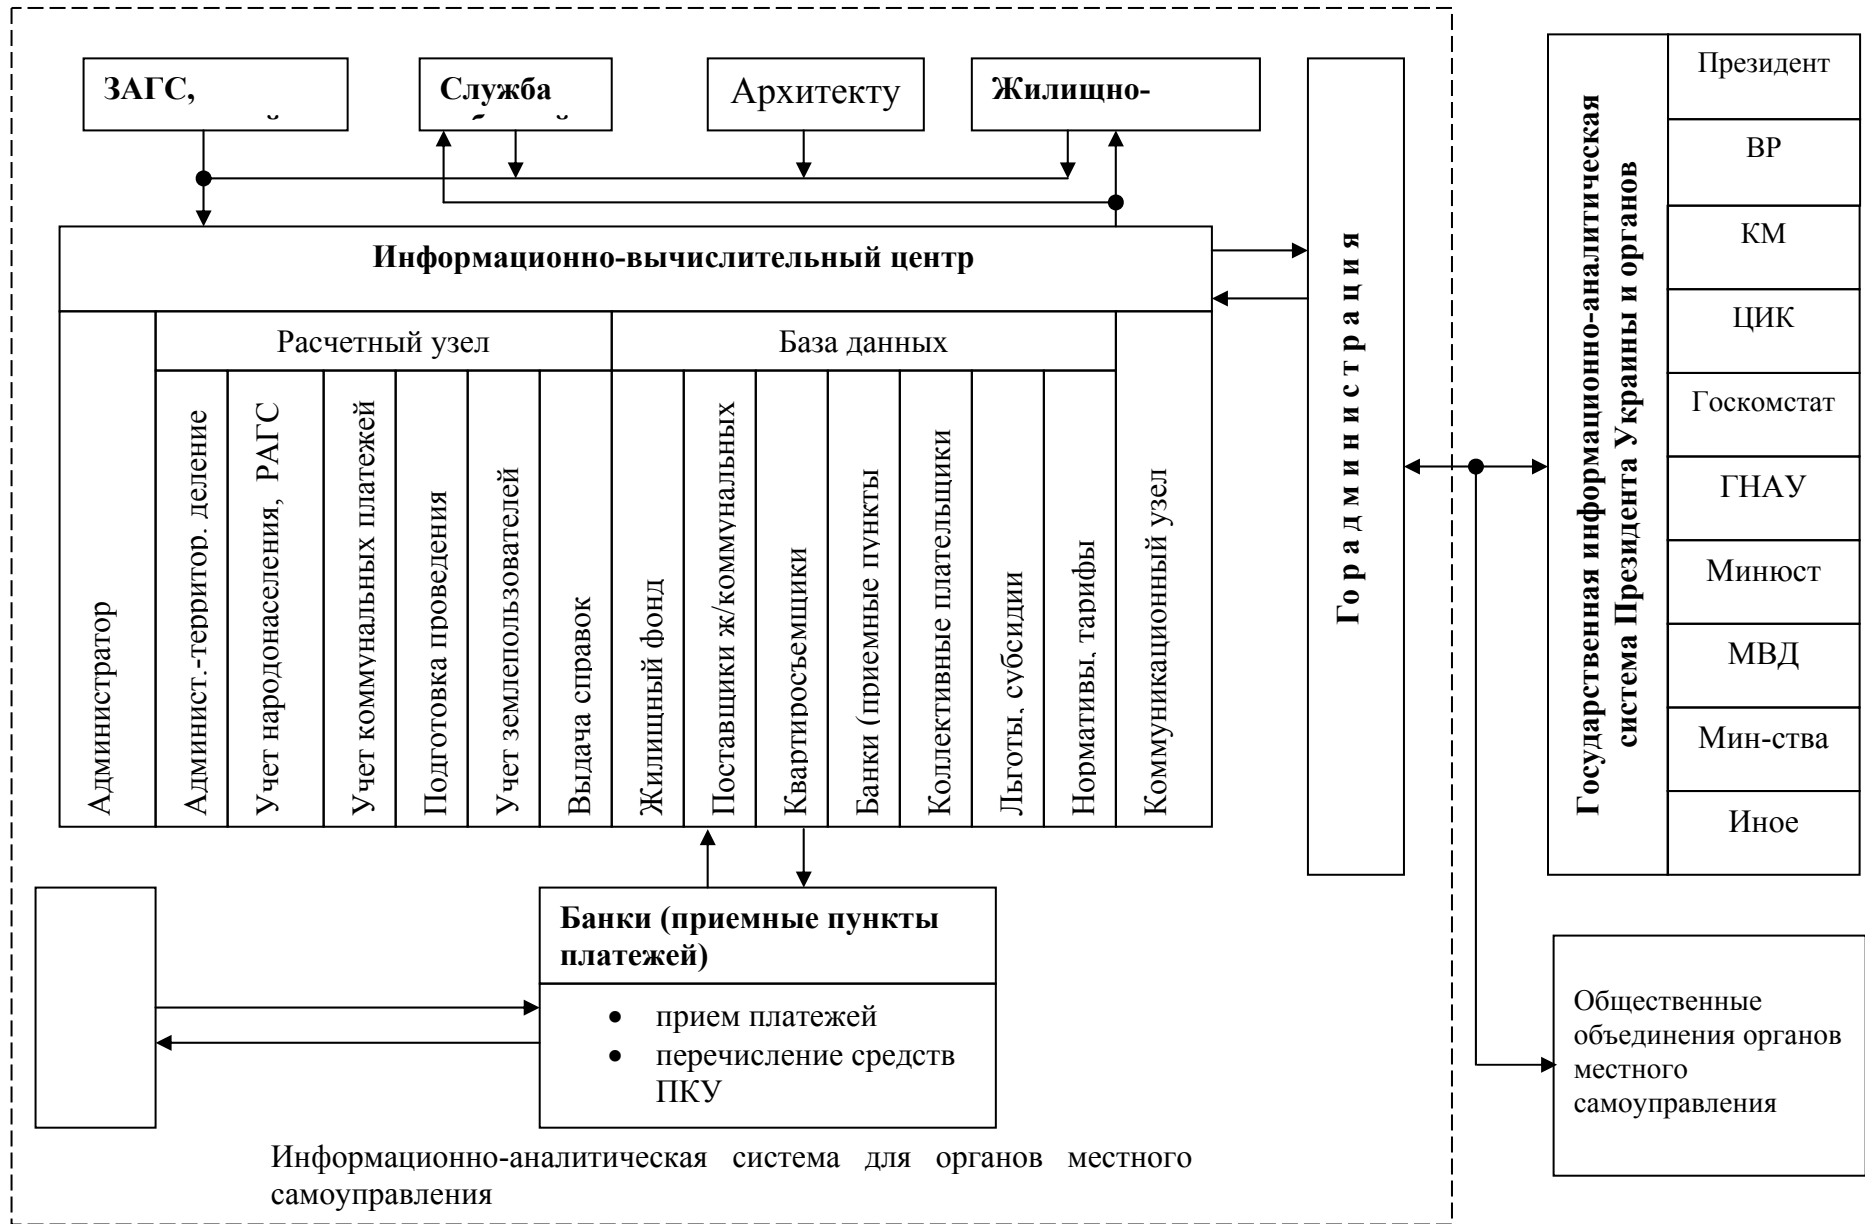 ЗАГС,
Служба
Архитекту
Жилищно-
Информационно-вычислительный центр
Расчетный узел
База данных
Администратор
Админист.-территор. деление
Учет народонаселения, РАГС
Учет коммунальных платежей
Подготовка проведения
Учет землепользователей
Выдача справок
Жилищный фонд
Поставщики ж/коммунальных
Квартиросъемщики
Банки (приемные пункты
Коллективные плательщики
Льготы, субсидии
Нормативы, тарифы
Коммуникационный узел
Горадминистрация
Государственная информационно-аналитическая
система Президента Украины и органов
Президент
ВР
КМ
ЦИК
Госкомстат
ГНАУ
Минюст
МВД
Мин-ства
Иное
Банки (приемные пункты
платежей)
• прием платежей
• перечисление средств
ПКУ
Общественные
объединения органов
местного
самоуправления
Информационно-аналитическая система для органов местного
самоуправления